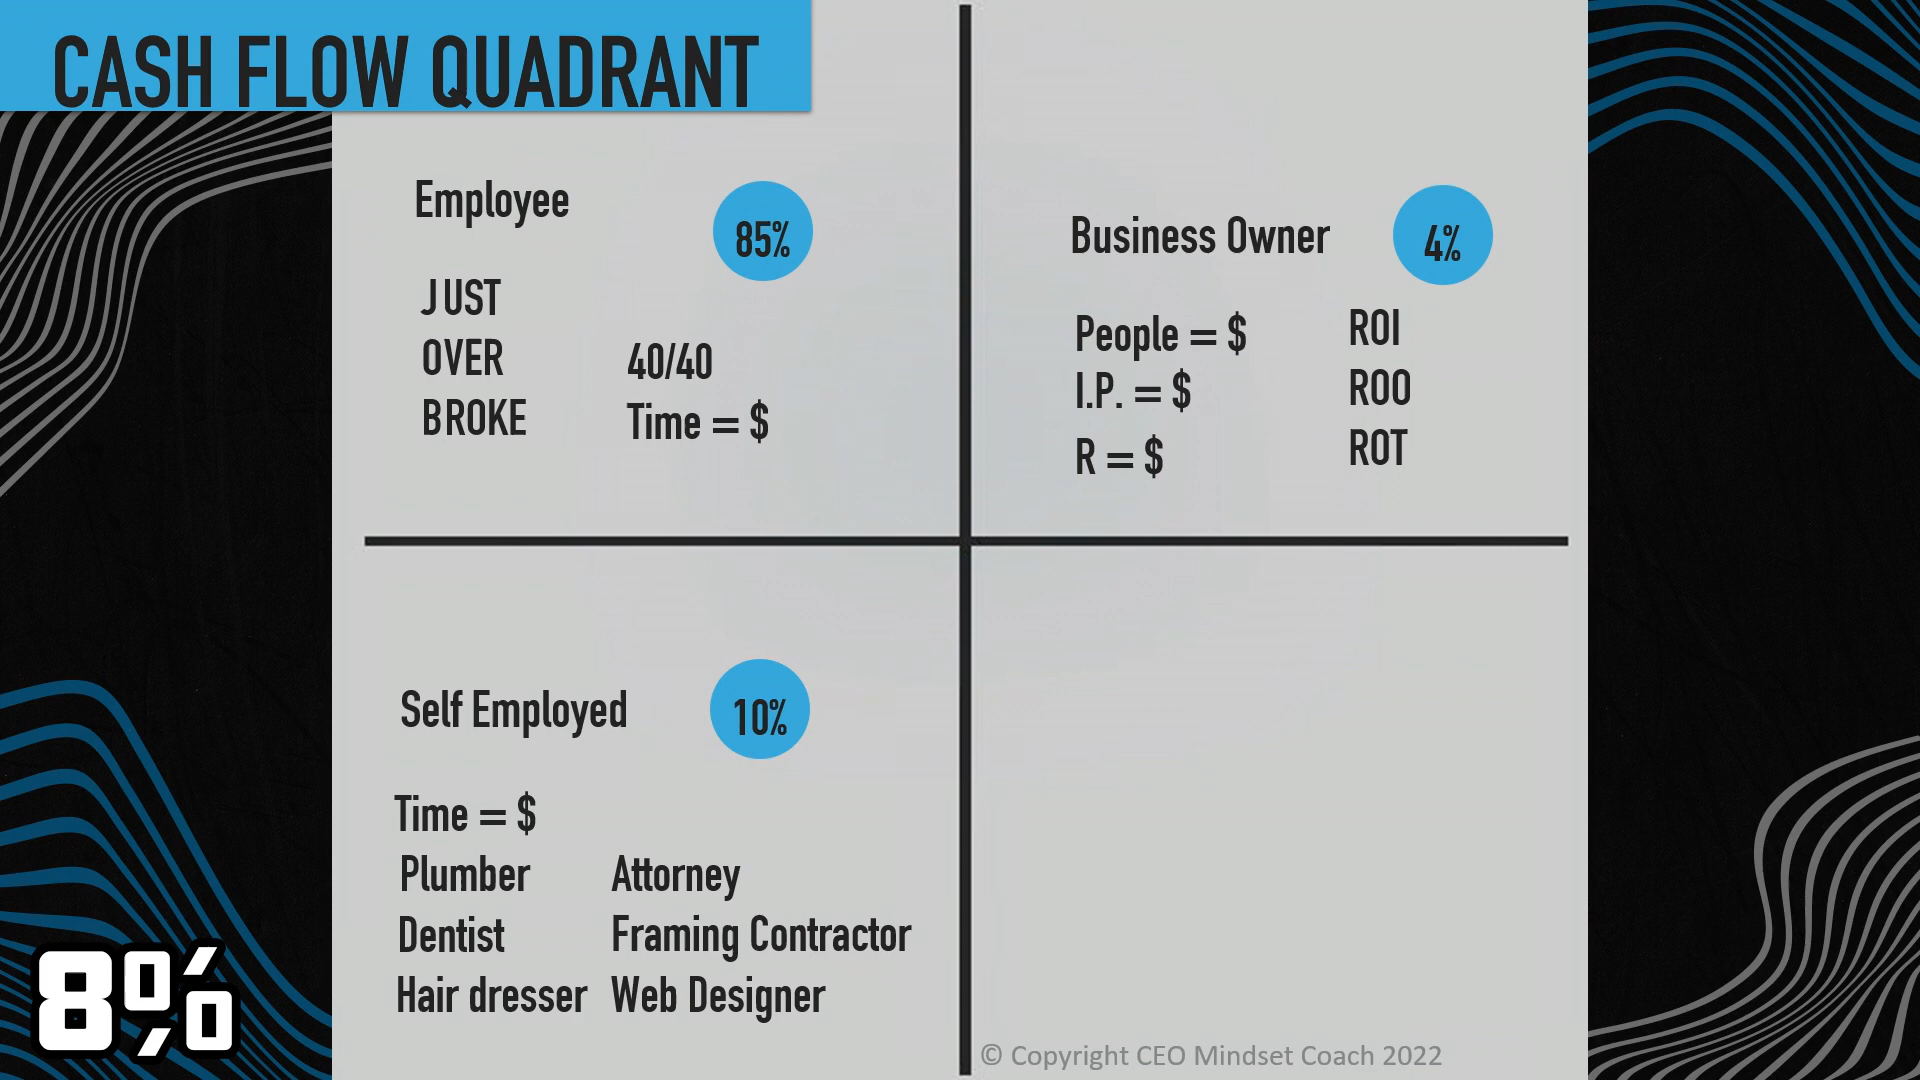 CASH FLOW QUADRANT
Employee
85%
JUST
OVER
BROKE
40/40
Time = $
Business Owner
4%
People = $
I.P. = $
R = $
ROI
ROO
ROT
Self Employed
10%
Time = $
Plumber
Dentist
Hair dresser
Attorney
Framing Contractor
Web Designer
8%
© Copyright CEO Mindset Coach 2022